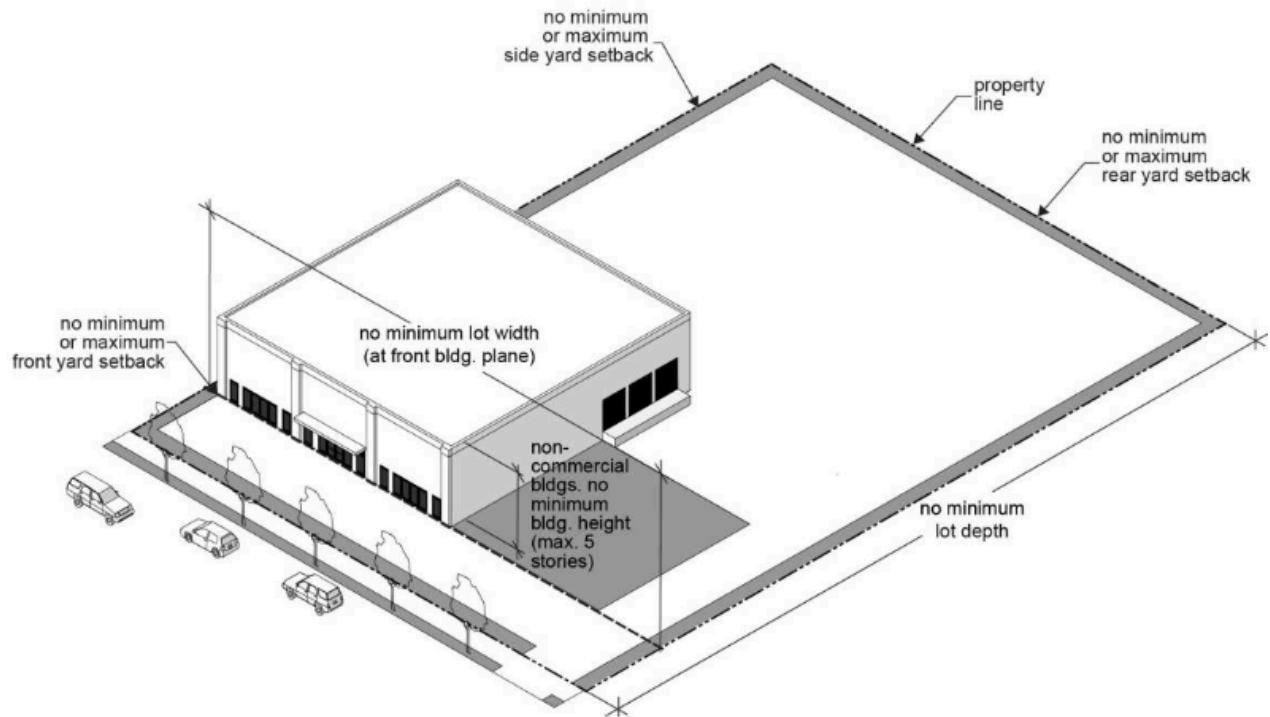 no minimum
or maximum
side yard setback
property
line
no minimum
or maximum
rear yard setback
no minimum
or maximum
front yard setback
no minimum lot width
(at front bldg. plane)
non-
commercial
bldgs. no
minimum
bldg. height
(max. 5
stories)
no minimum
lot depth